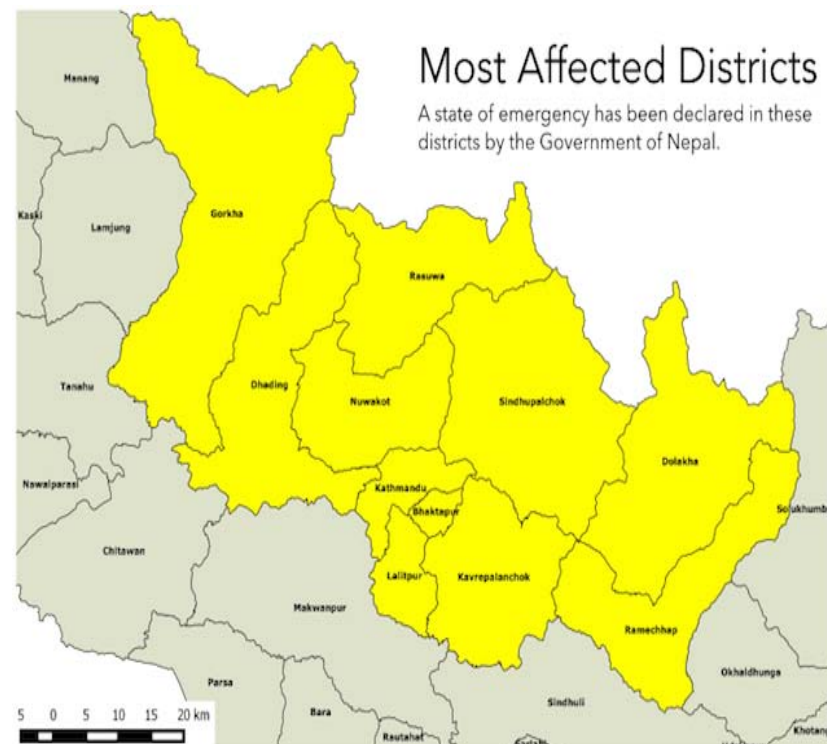 Most Affected Districts
A state of emergency has been declared in these
districts by the Government of Nepal.
Manang
Gorkha
Kaski
Lamjung
Rasuwa
Tanahu
Dhading
Nuwakot
Sindhupalchok
Dolakha
Nawalparasi
Kathmandu
Bhaktapur
Solukhumb
Chitawan
Lalitpur
Kavrepalanchok
Makwanpur
Ramechhap
Okhaldhunga
Parsa
Bara
Sindhuli
Rautahat
Khotang
5 0 5 10 15 20 km